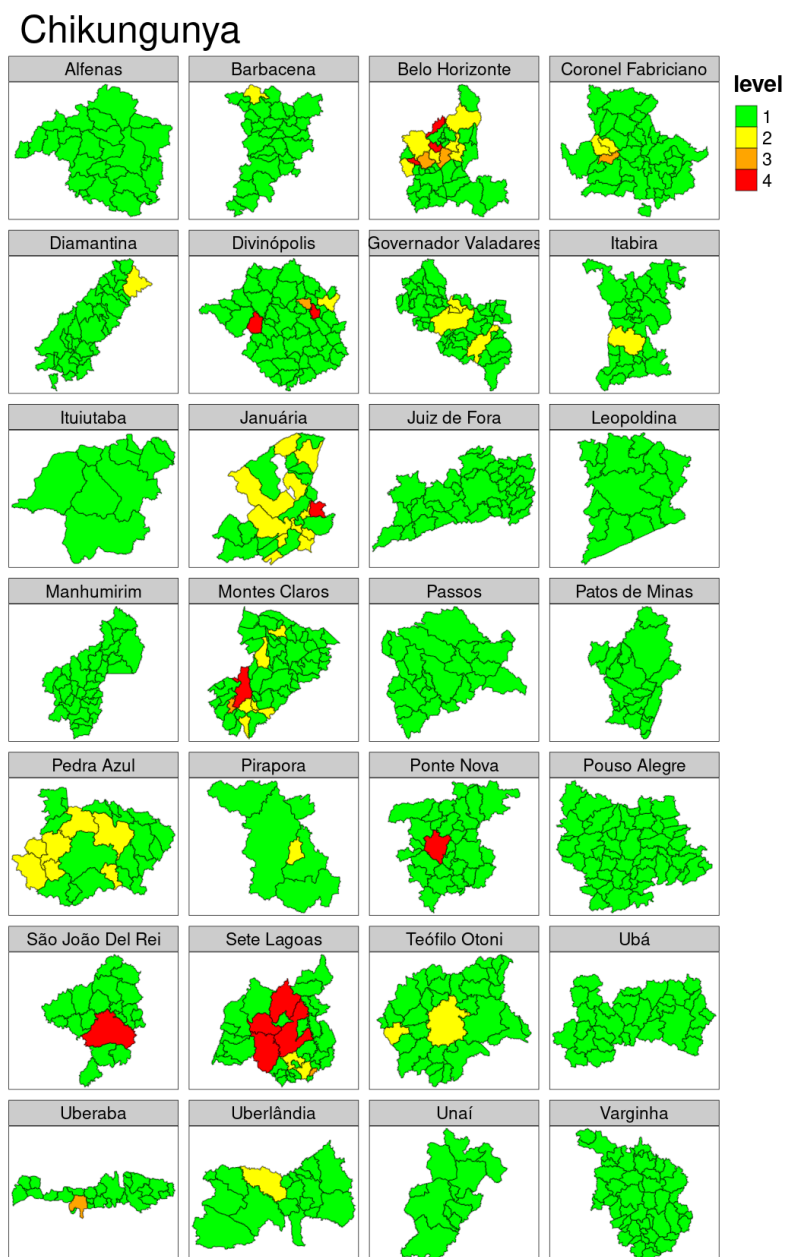 Chikungunya
Alfenas
Barbacena
Belo Horizonte
Coronel Fabriciano
level
1
2
3
4
Diamantina
Divinópolis
Governador Valadares
Itabira
Ituiutaba
Januária
Juiz de Fora
Leopoldina
Manhumirim
Montes Claros
Passos
Patos de Minas
Pedra Azul
Pirapora
Ponte Nova
Pouso Alegre
São João Del Rei
Sete Lagoas
Teófilo Otoni
Ubá
Uberaba
Uberlândia
Unaí
Varginha